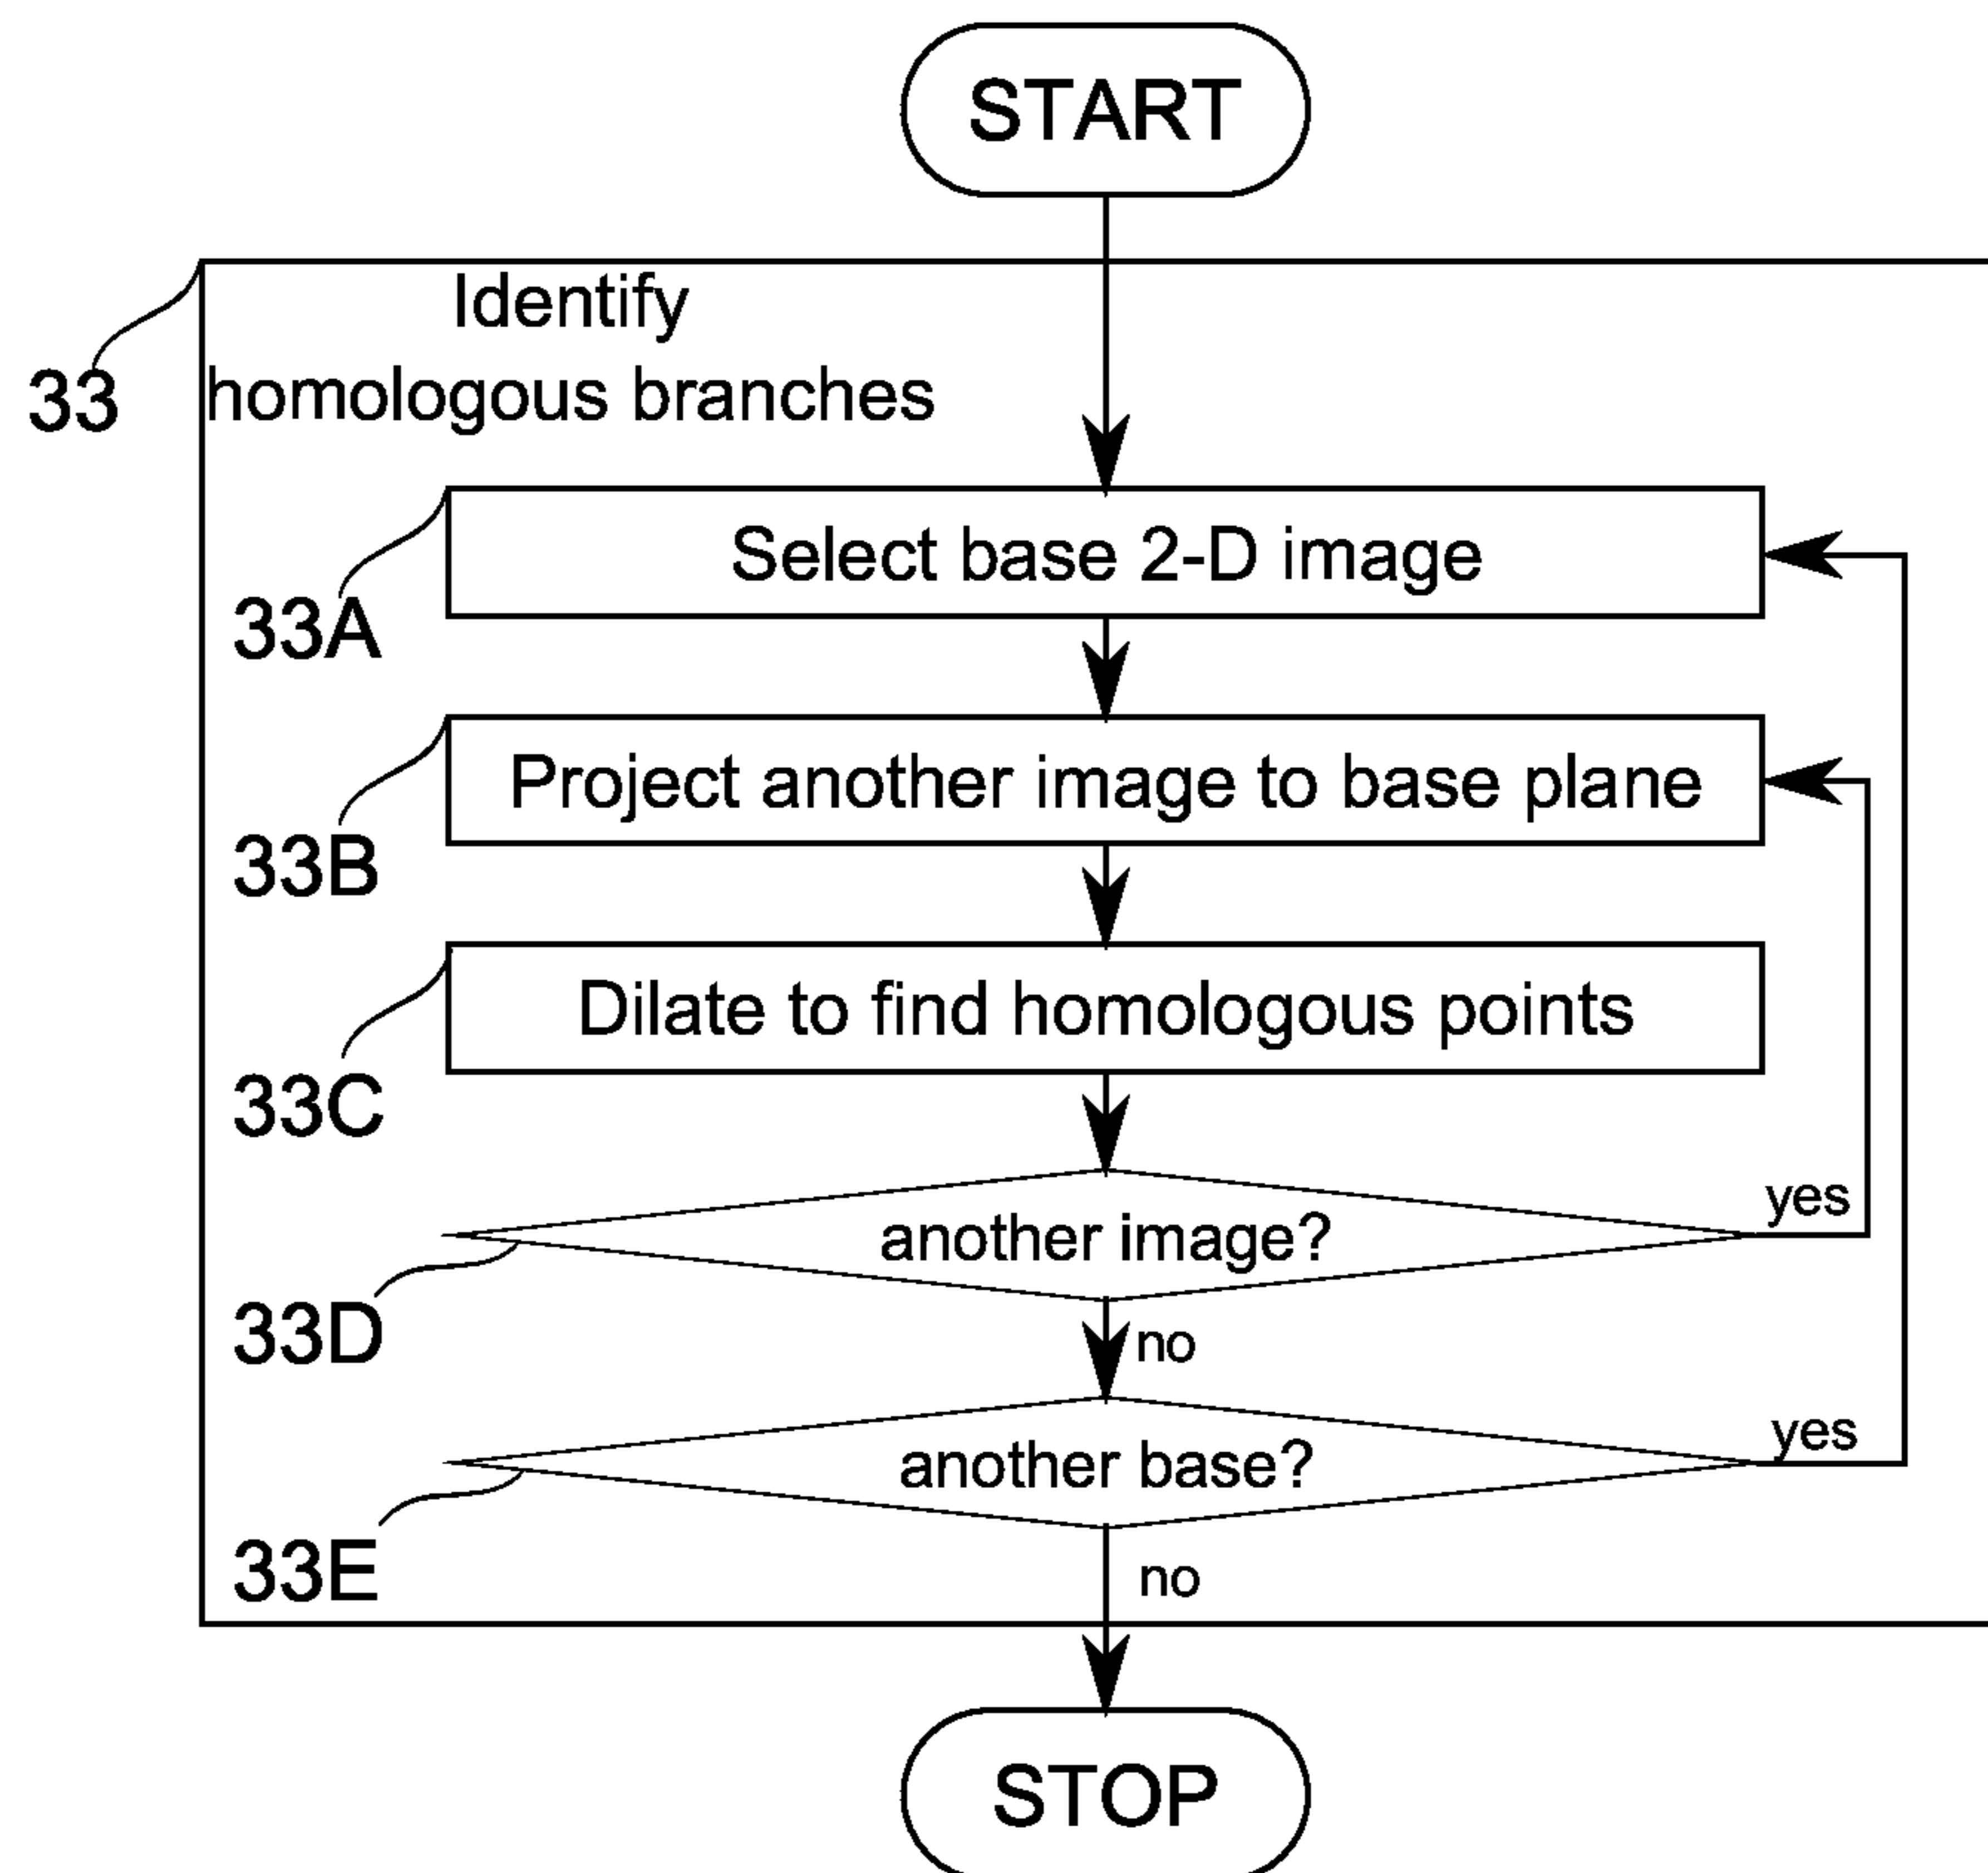 START
Identify
homologous branches
33
Select base 2-D image
33A
Project another image to base plane
33B
Dilate to find homologous points
33C
another image?
yes
33D
no
another base?
yes
33E
no
STOP